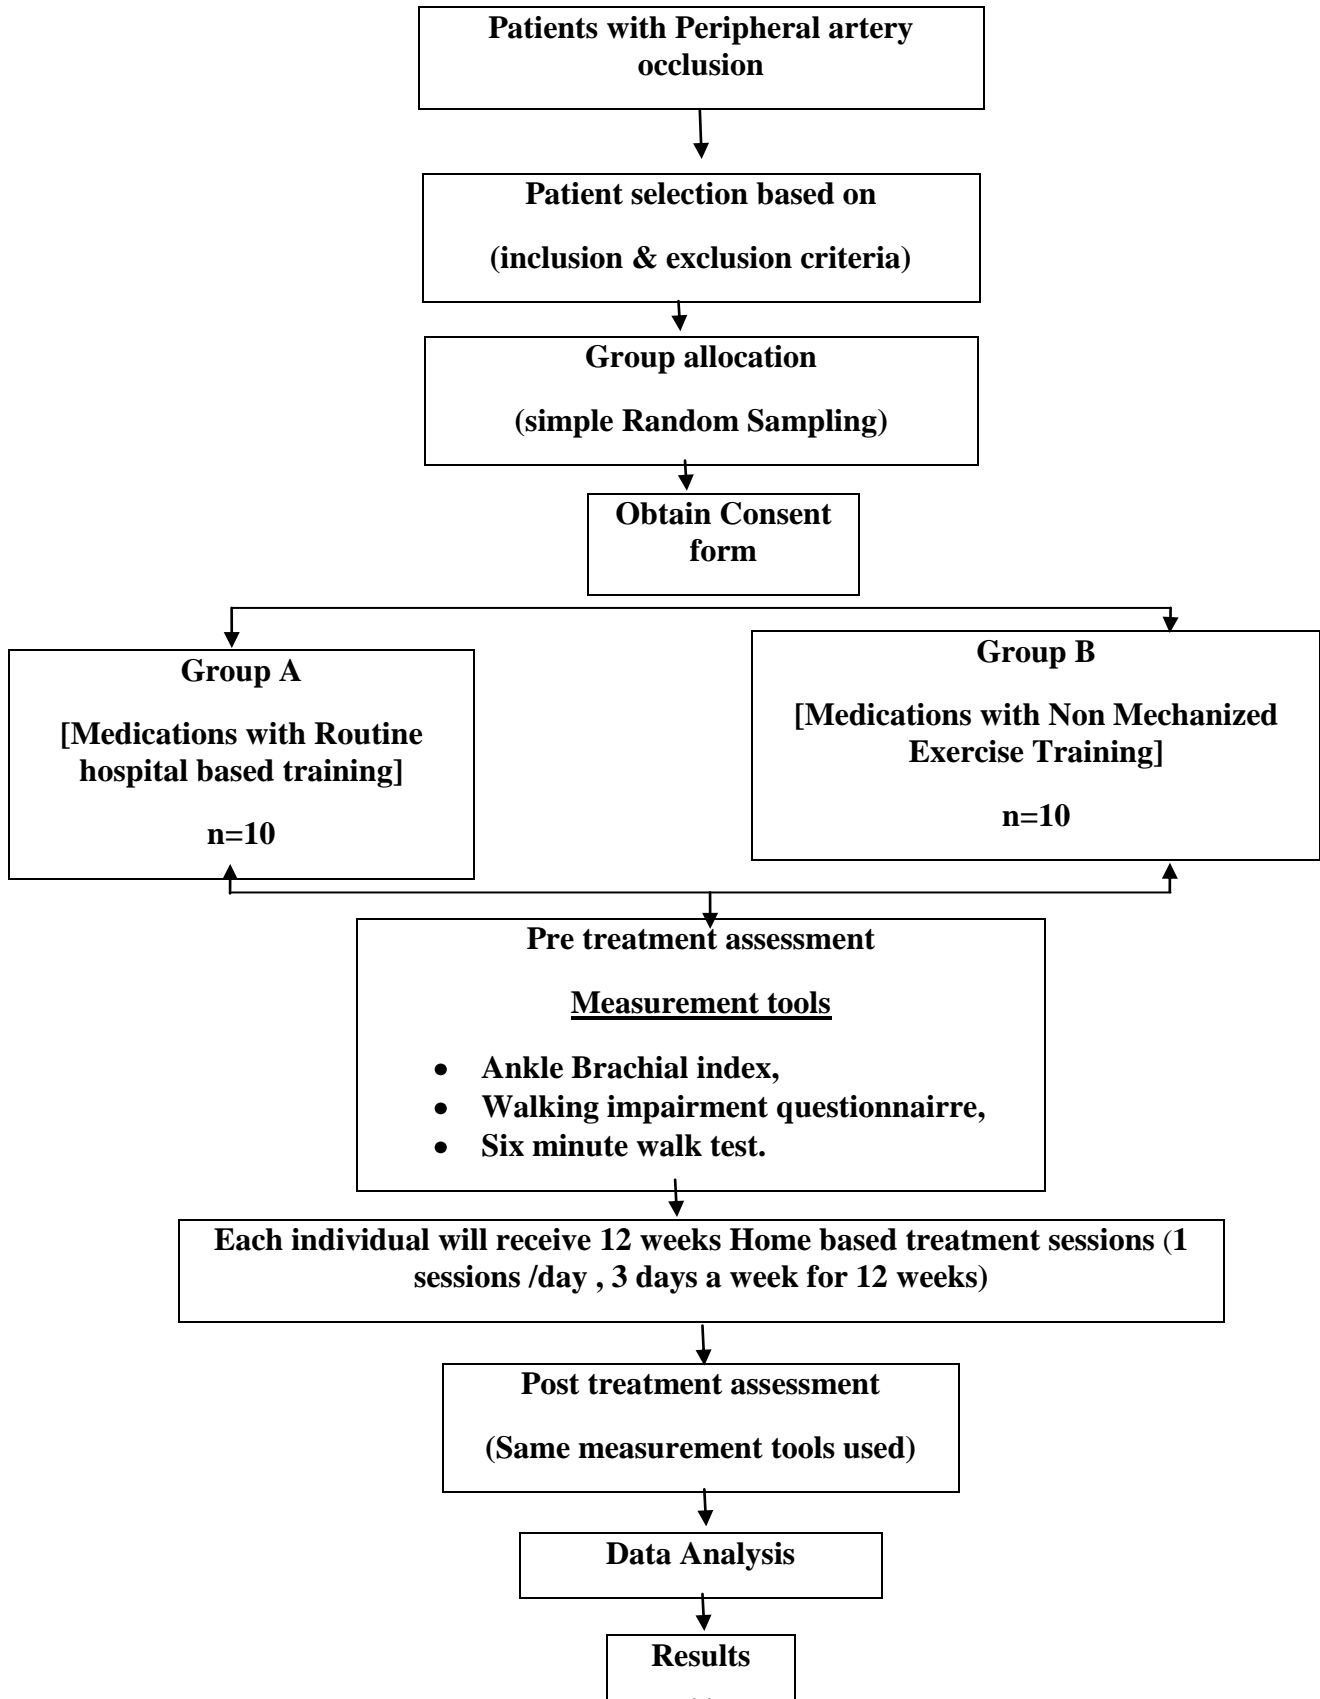 Patients with Peripheral artery
occlusion
Patient selection based on
(inclusion & exclusion criteria)
Group allocation
(simple Random Sampling)
Obtain Consent
form
Group A
[Medications with Routine
hospital based training]
n=10
Group B
[Medications with Non Mechanized
Exercise Training]
n=10
Pre treatment assessment
Measurement tools
• Ankle Brachial index,
• Walking impairment questionnairre,
• Six minute walk test.
Each individual will receive 12 weeks Home based treatment sessions (1
sessions /day , 3 days a week for 12 weeks)
Post treatment assessment
(Same measurement tools used)
Data Analysis
Results